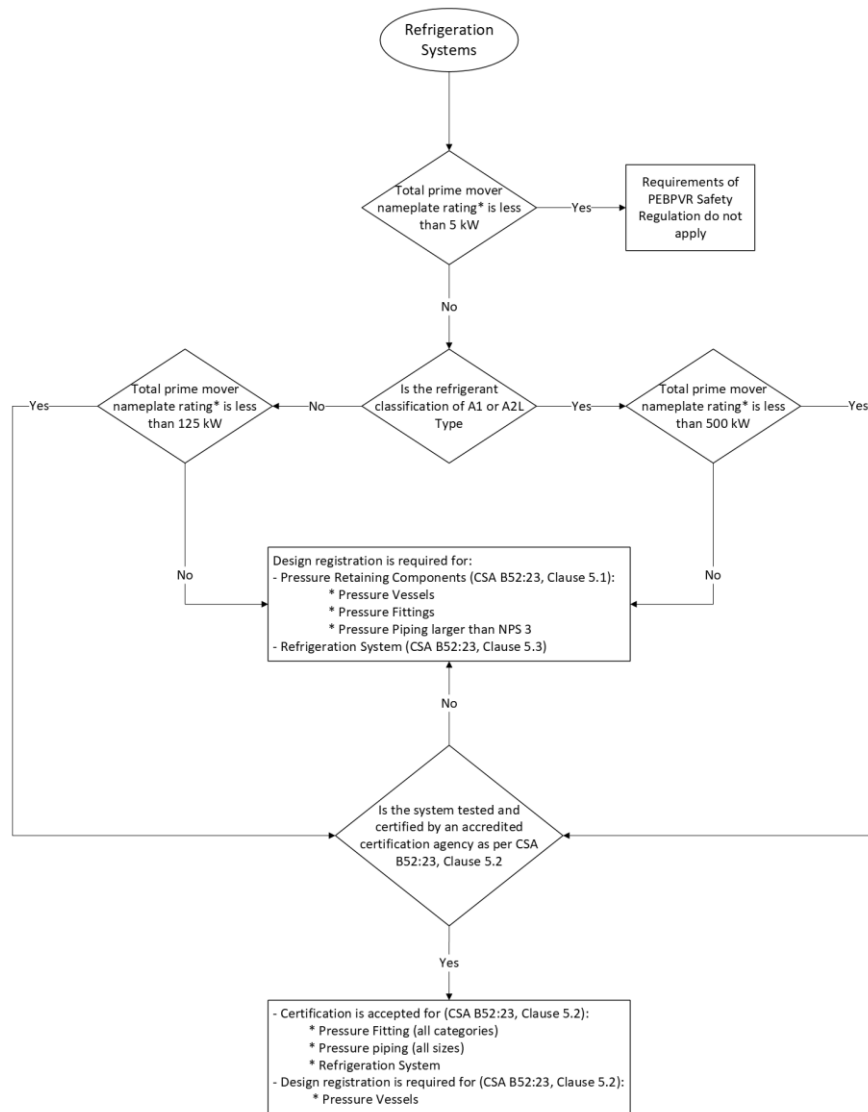 Refrigeration
Systems
Total prime mover
nameplate rating* is less
than 5 kW
Yes
Requirements of
PEBPVR Safety
Regulation do not
apply
No
Total prime mover
nameplate rating* is less
than 125 kW
Yes
No
Is the refrigerant
classification of A1 or A2L
Type
Yes
Total prime mover
nameplate rating* is less
than 500 kW
Yes
No
No
Design registration is required for:
- Pressure Retaining Components (CSA B52:23, Clause 5.1):
* Pressure Vessels
* Pressure Fittings
* Pressure Piping larger than NPS 3
- Refrigeration System (CSA B52:23, Clause 5.3)
No
Is the system tested and
certified by an accredited
certification agency as per CSA
B52:23, Clause 5.2
Yes
- Certification is accepted for (CSA B52:23, Clause 5.2):
* Pressure Fitting (all categories)
* Pressure piping (all sizes)
* Refrigeration System
- Design registration is required for (CSA B52:23, Clause 5.2):
* Pressure Vessels